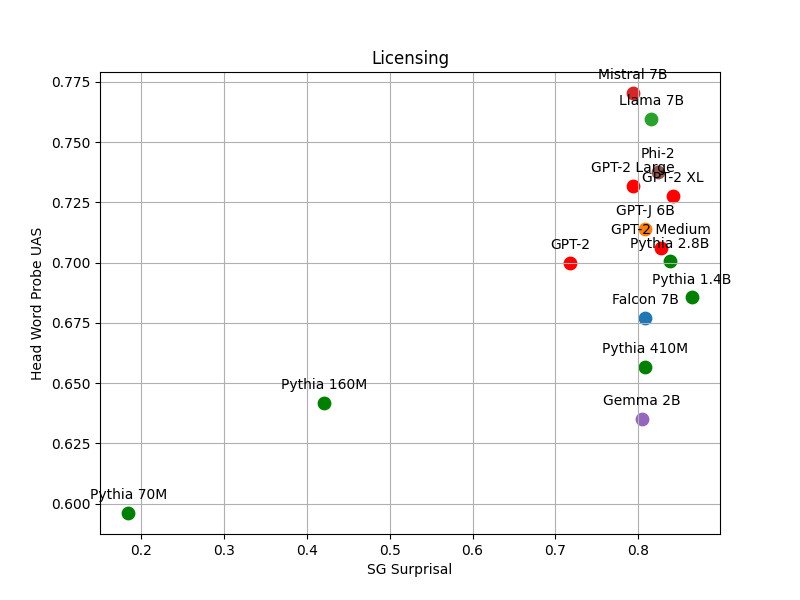 Licensing
Mistral 7B
0.775
Llama 7B
0.750
Phi-2
GPT-2 Large
GPT-2 XL
0.725
GPT-J 6B
GPT-2 Medium
Pythia 2.8B
GPT-2
0.700
Pythia 1.4B
Falcon 7B
0.675
Pythia 410M
0.650
Pythia 160M
Gemma 2B
0.625
Pythia 70M
0.600
Head Word Probe UAS
0.2 0.3 0.4 0.5 0.6 0.7 0.8
SG Surprisal